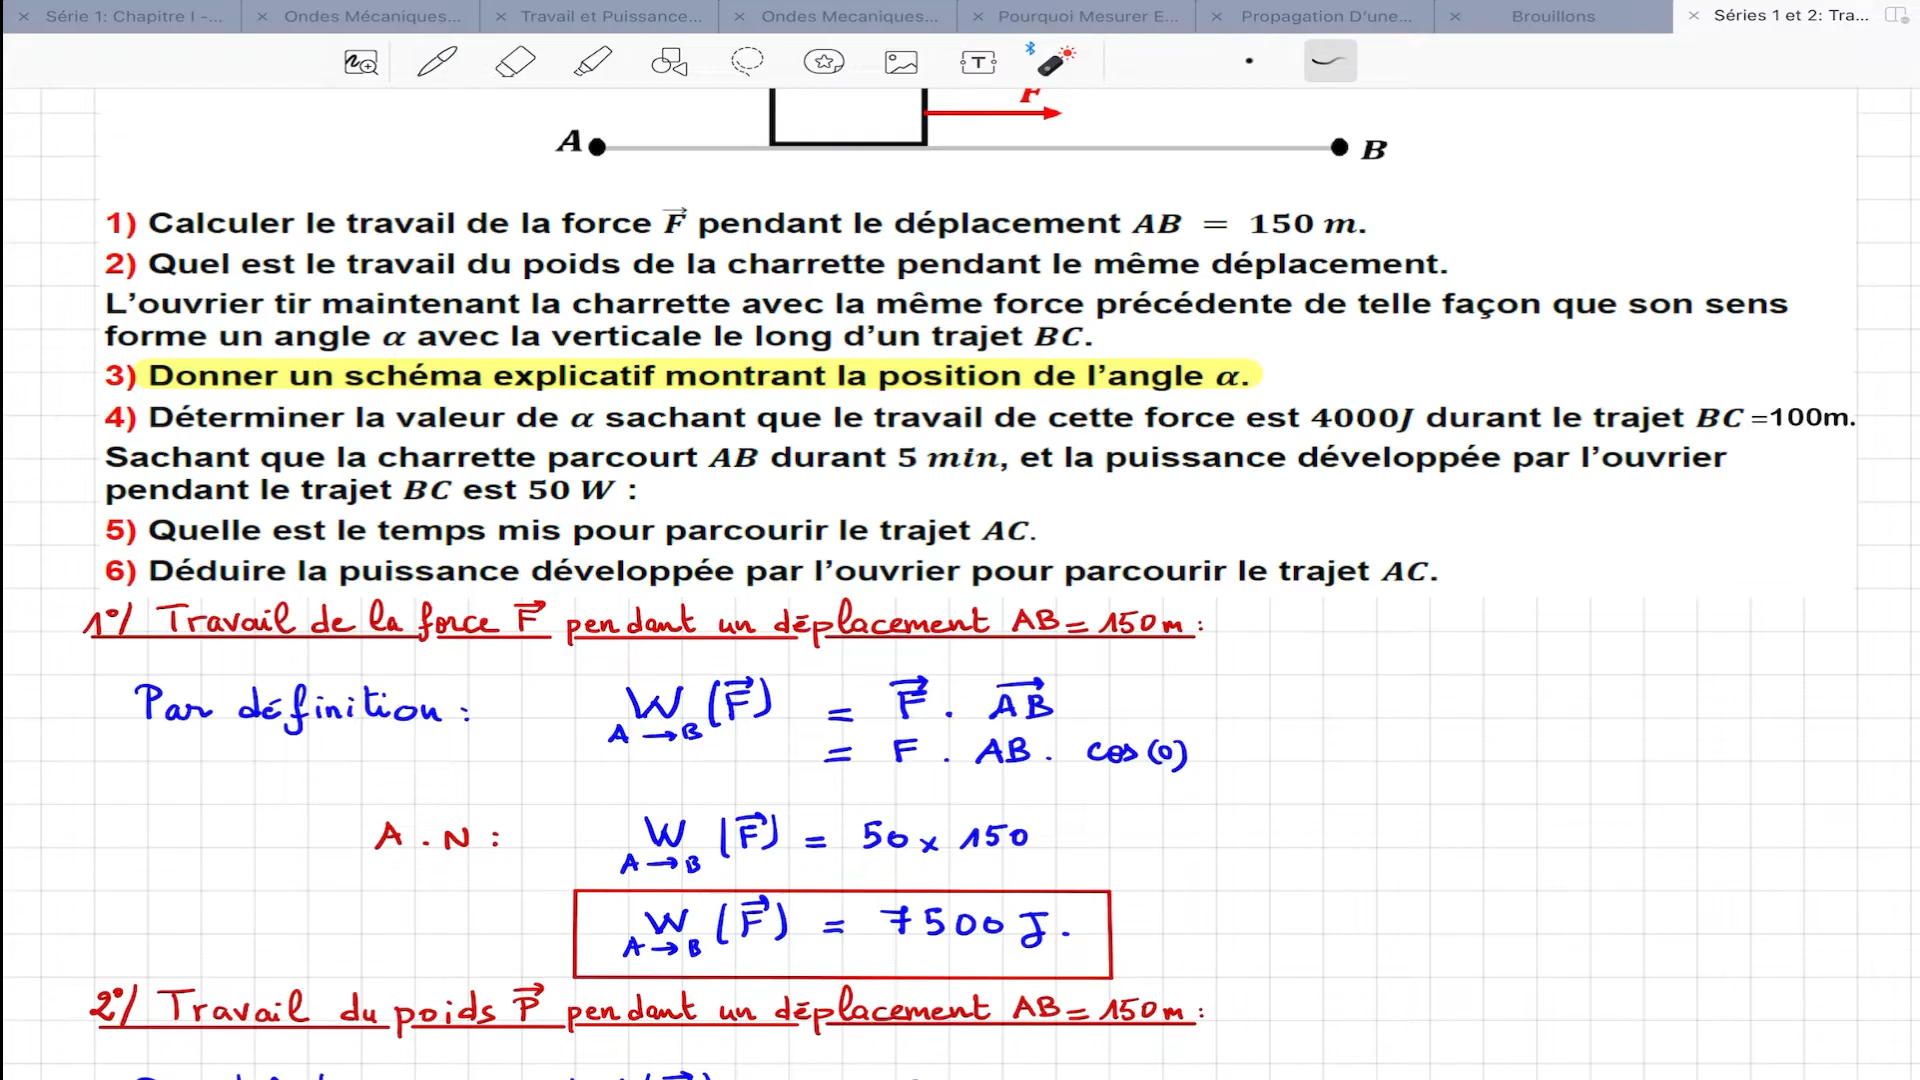 Série 1: Chapitre I -...
Ondes Mécaniques...
Travail et Puissance...
Ondes Mecaniques...
Pourquoi Mesurer E...
Propagation D'une...
Brouillons
Séries 1 et 2: Tra...
T
F
A
B
1) Calculer le travail de la force F⃗ pendant le déplacement AB = 150 m.
2) Quel est le travail du poids de la charrette pendant le même déplacement.
L'ouvrier tir maintenant la charrette avec la même force précédente de telle façon que son sens
forme un angle α avec la verticale le long d'un trajet BC.
3) Donner un schéma explicatif montrant la position de l'angle α.
4) Déterminer la valeur de α sachant que le travail de cette force est 4000J durant le trajet BC =100m.
Sachant que la charrette parcourt AB durant 5 min, et la puissance développée par l'ouvrier
pendant le trajet BC est 50 W :
5) Quelle est le temps mis pour parcourir le trajet AC.
6) Déduire la puissance développée par l'ouvrier pour parcourir le trajet AC.
1°/ Travail de la force F⃗ pendant un déplacement AB = 150m :
Par définition : W (F⃗) = F⃗ . AB⃗
A → B
= F . AB . cos(0)
A.N : W (F⃗) = 50 x 150
A → B
W (F⃗) = 7500 J.
A → B
2°/ Travail du poids P⃗ pendant un déplacement AB = 150m :